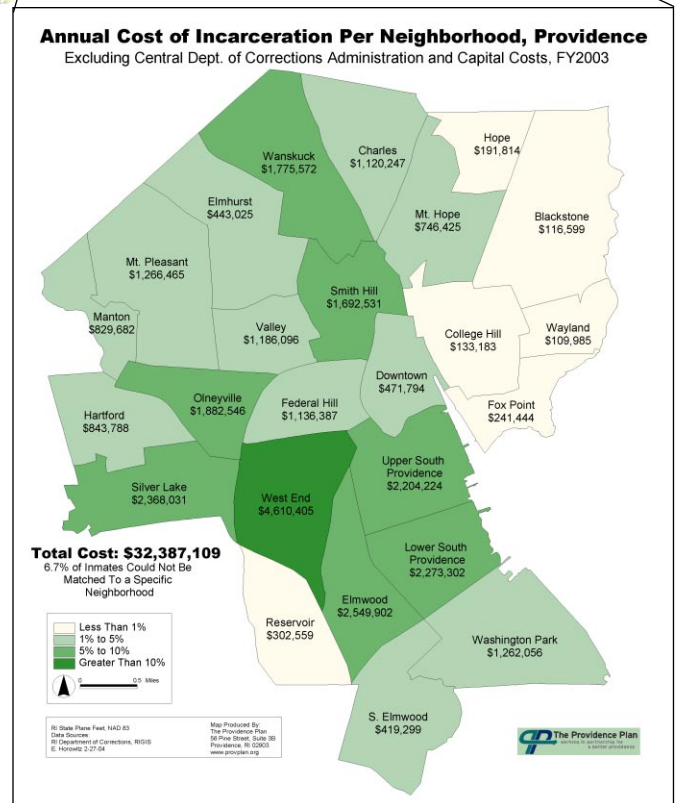 Annual Cost of Incarceration Per Neighborhood, Providence
Excluding Central Dept. of Corrections Administration and Capital Costs, FY2003
Hope
$191,814
Charles
$1,120,247
Wanskuck
$1,775,572
Elmhurst
$443,025
Mt. Hope
$746,425
Blackstone
$116,599
Mt. Pleasant
$1,266,465
Smith Hill
$1,692,531
Manton
$829,682
Valley
$1,186,096
College Hill
$133,183
Wayland
$109,985
Downtown
$471,794
Olneyville
$1,882,546
Federal Hill
$1,136,387
Hartford
$843,788
Fox Point
$241,444
Upper South
Providence
$2,204,224
Silver Lake
$2,368,031
West End
$4,610,405
Lower South
Providence
$2,273,302
Total Cost: $32,387,109
6.7% of Inmates Could Not Be
Matched To a Specific
Neighborhood
Elmwood
$2,549,902
Reservoir
$302,559
Washington Park
$1,262,056
S. Elmwood
$419,299
Less Than 1%
1% to 5%
5% to 10%
Greater Than 10%
0 0.5 Miles
RI State Plane Feet, NAD 83
Data Sources:
RI Department of Corrections, RIGIS
E. Horowitz 2-27-04
Map Produced By:
The Providence Plan
56 Pine Street, Suite 3B
Providence, RI 02903
www.provplan.org
The Providence Plan
working in partnership for
a better providence